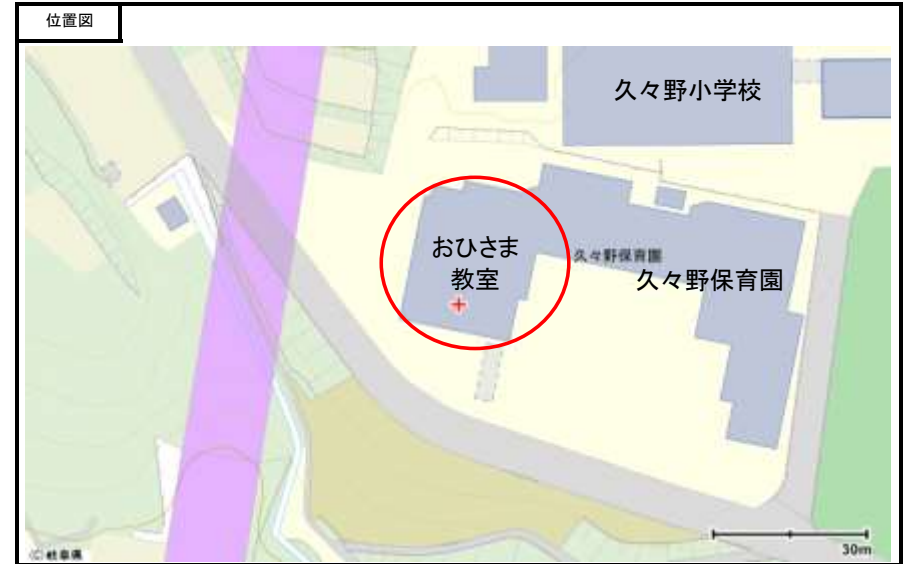 位置図
久々野小学校
おひさま
教室
久々野保育園
久々野保育園
30m
(C) 岐阜県